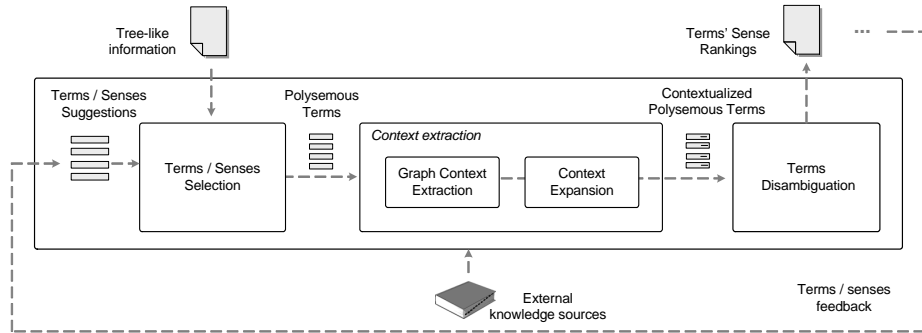 Tree-like
information
Terms' Sense
Rankings
...
Terms / Senses
Suggestions
Polysemous
Terms
Contextualized
Polysemous Terms
Context extraction
Terms / Senses
Selection
Graph Context
Extraction
Context
Expansion
Terms
Disambiguation
External
knowledge sources
Terms / senses
feedback